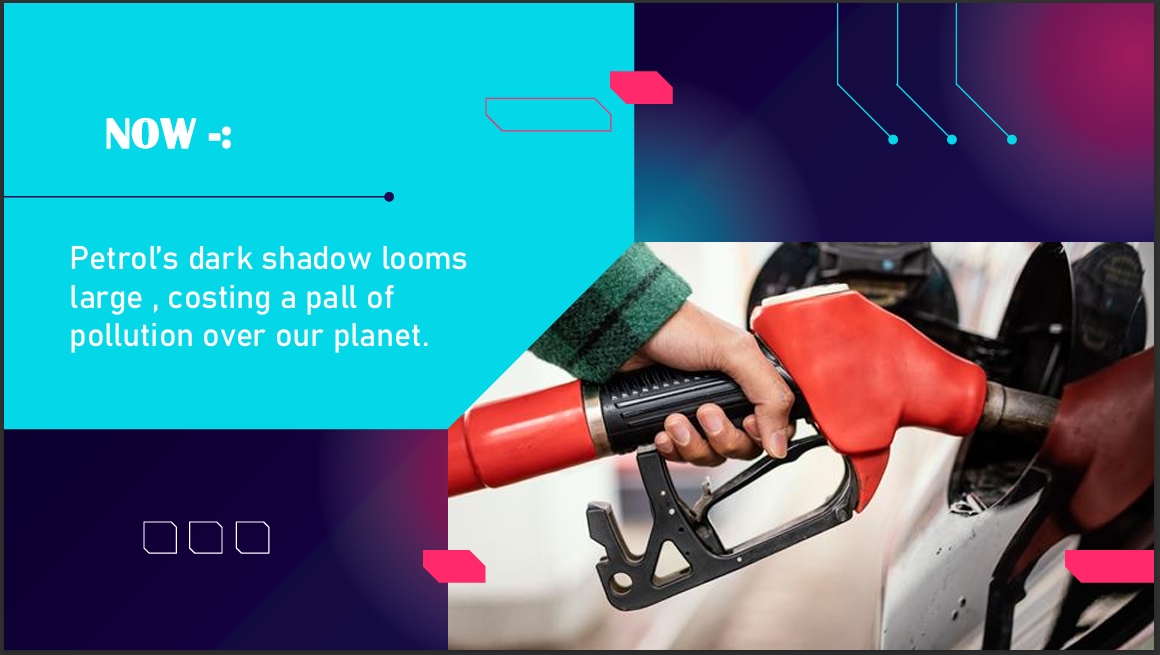 NOW -:
Petrol's dark shadow looms
large , costing a pall of
pollution over our planet.